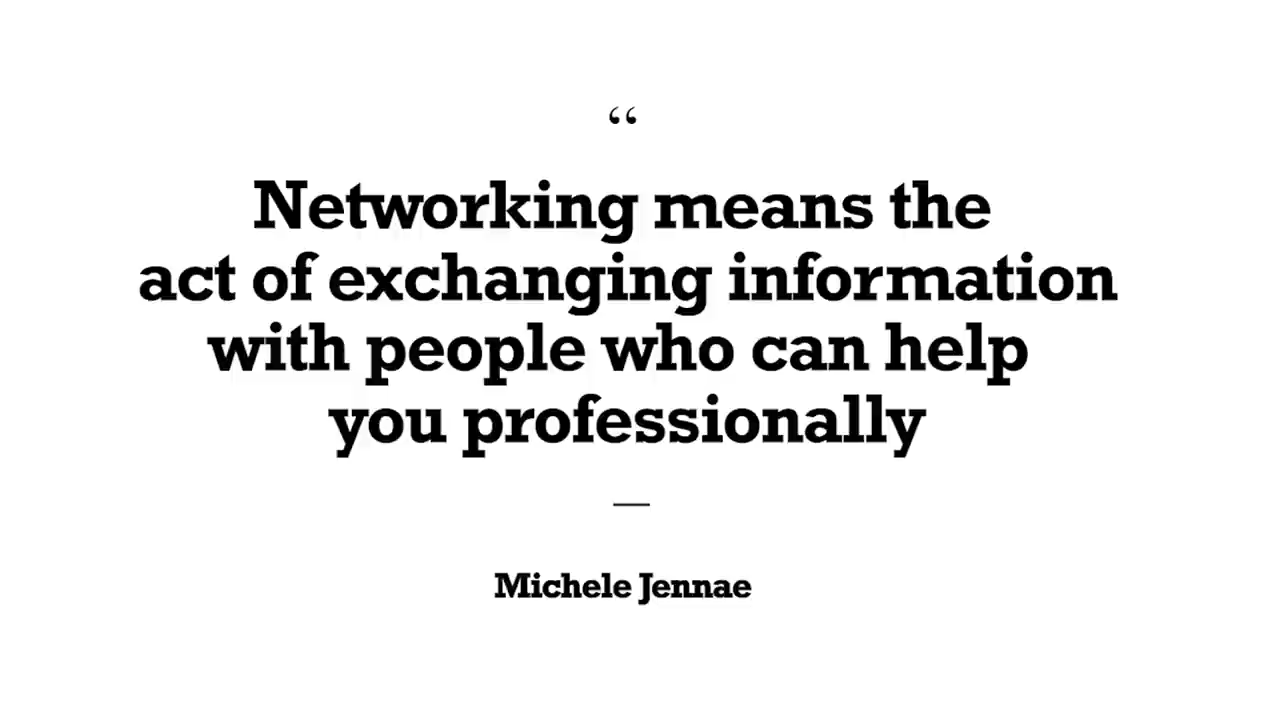 “
Networking means the
act of exchanging information
with people who can help
you professionally
—
Michele Jennae